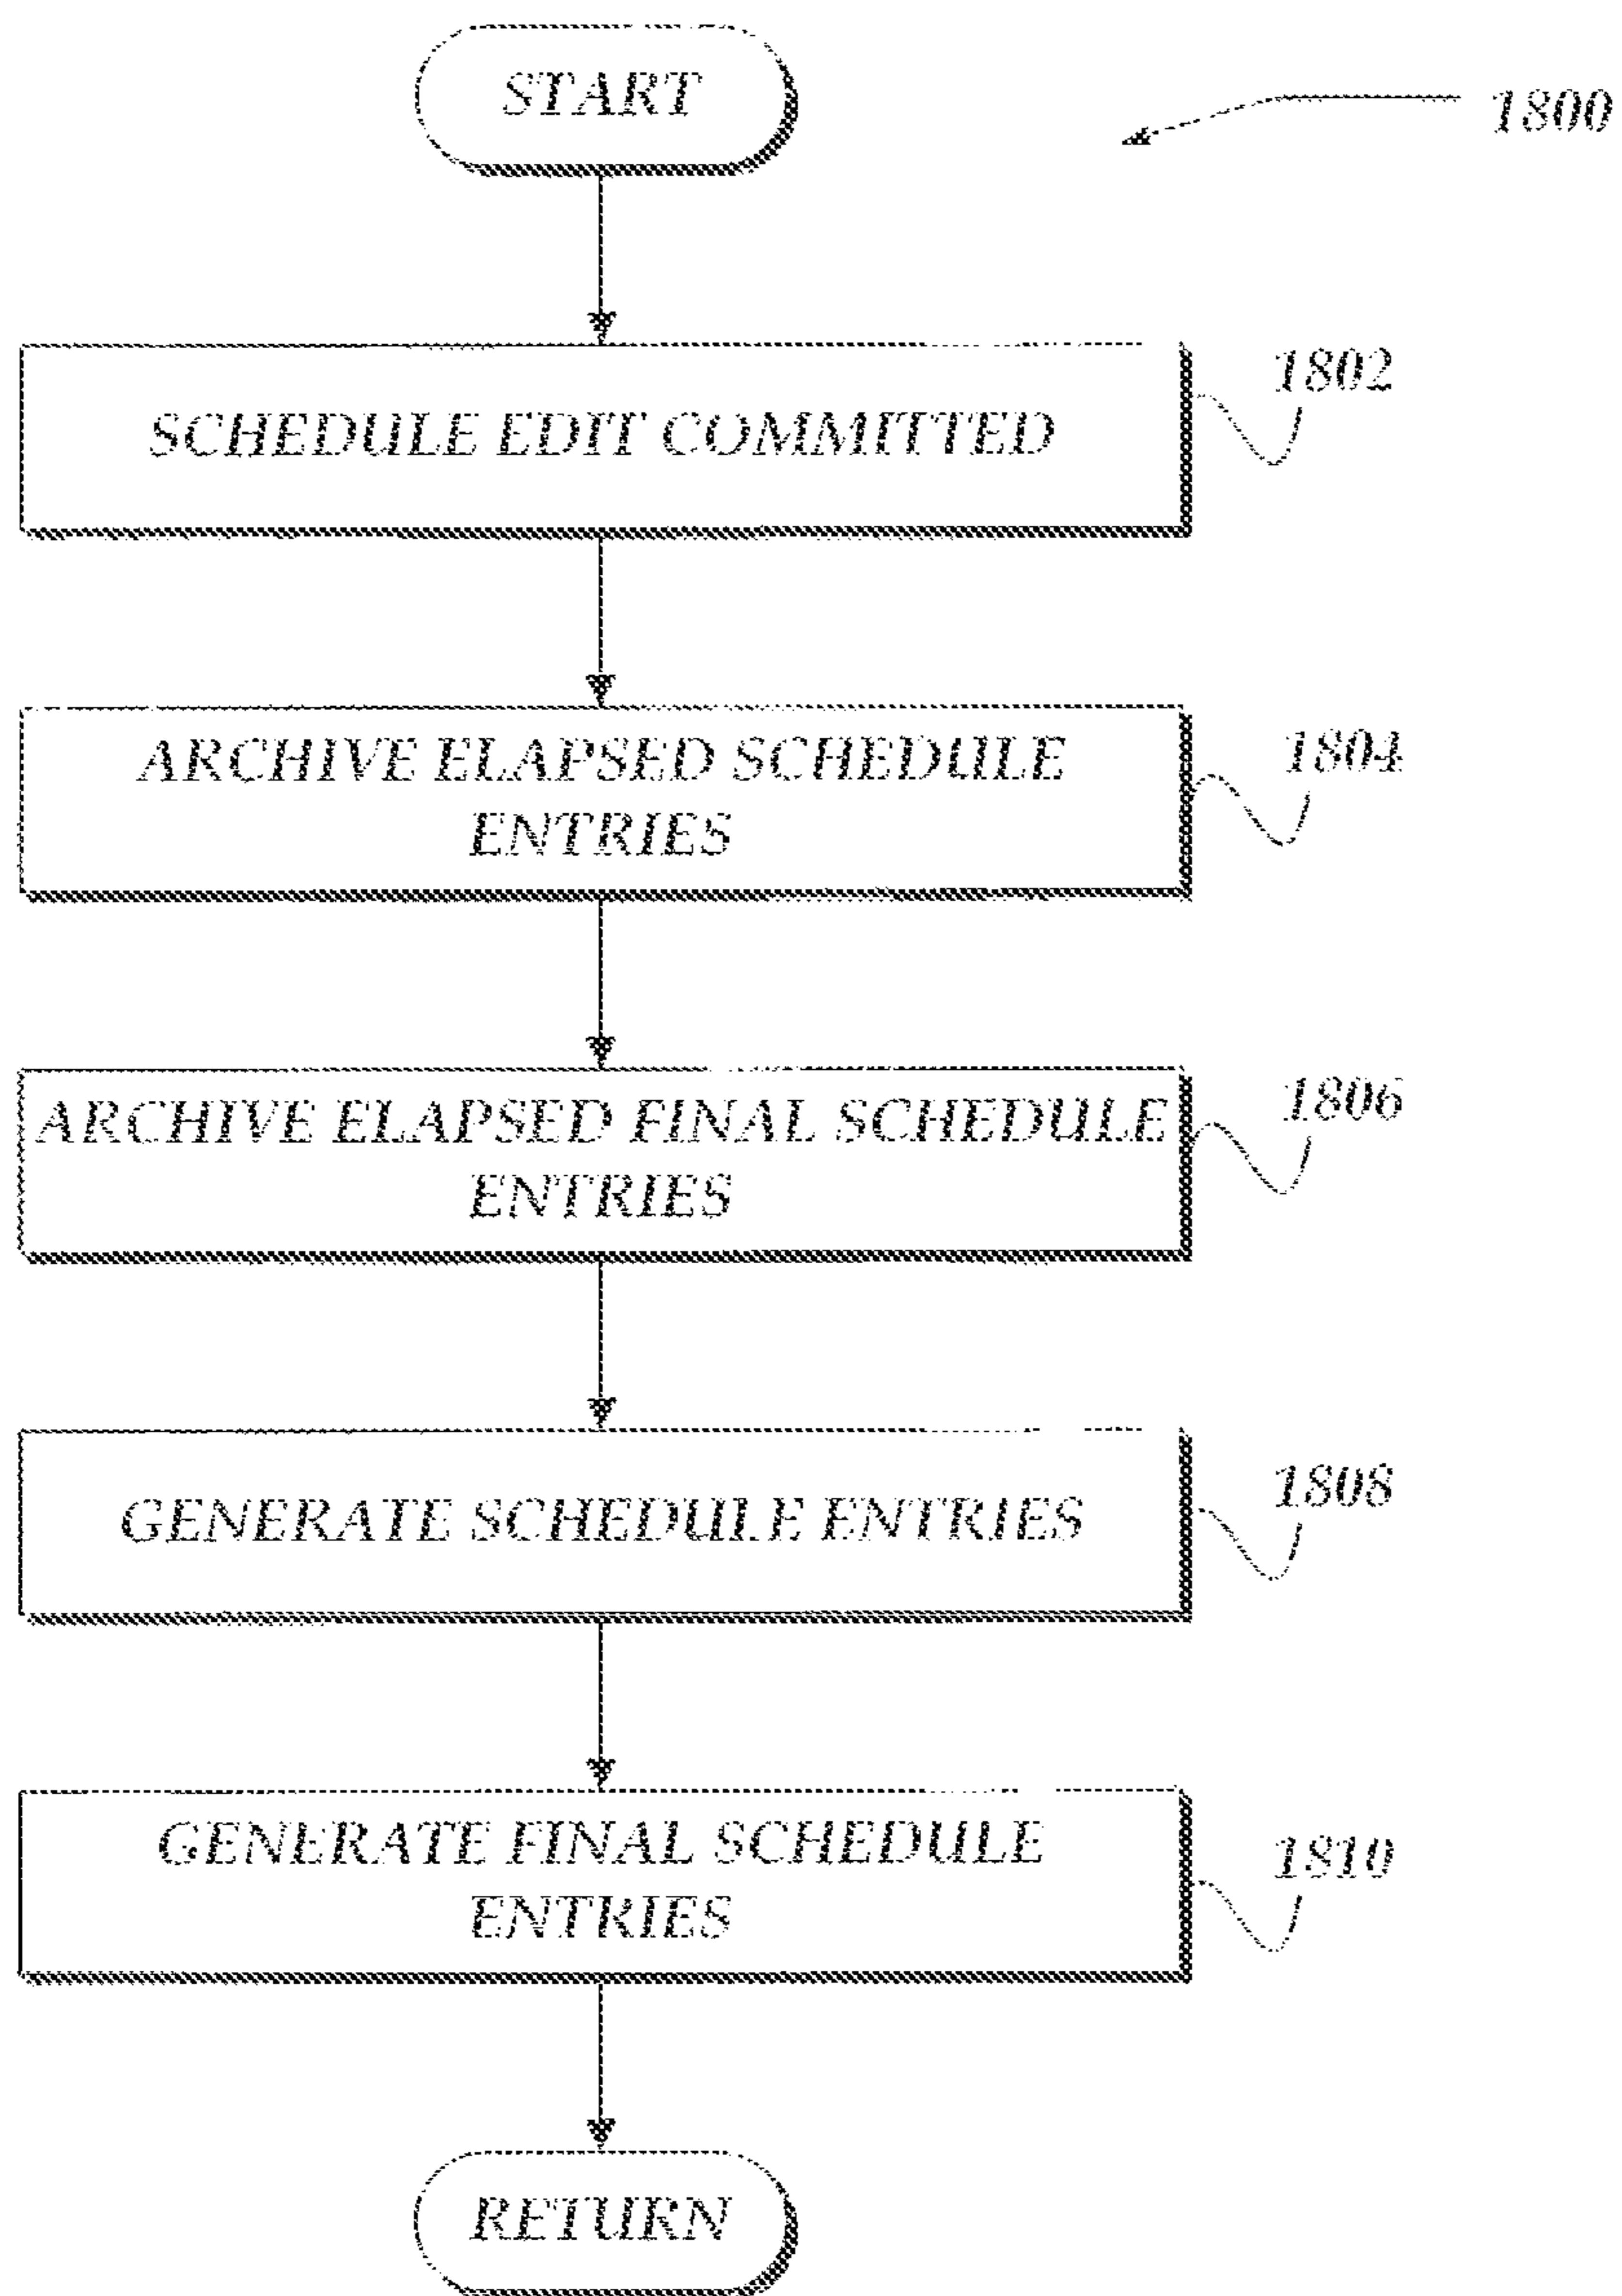 START
1800
SCHEDULE EDIT COMMITTED
1802
ARCHIVE ELAPSED SCHEDULE
ENTRIES
1804
ARCHIVE ELAPSED FINAL SCHEDULE
ENTRIES
1806
GENERATE SCHEDULE ENTRIES
1808
GENERATE FINAL SCHEDULE
ENTRIES
1810
RETURN